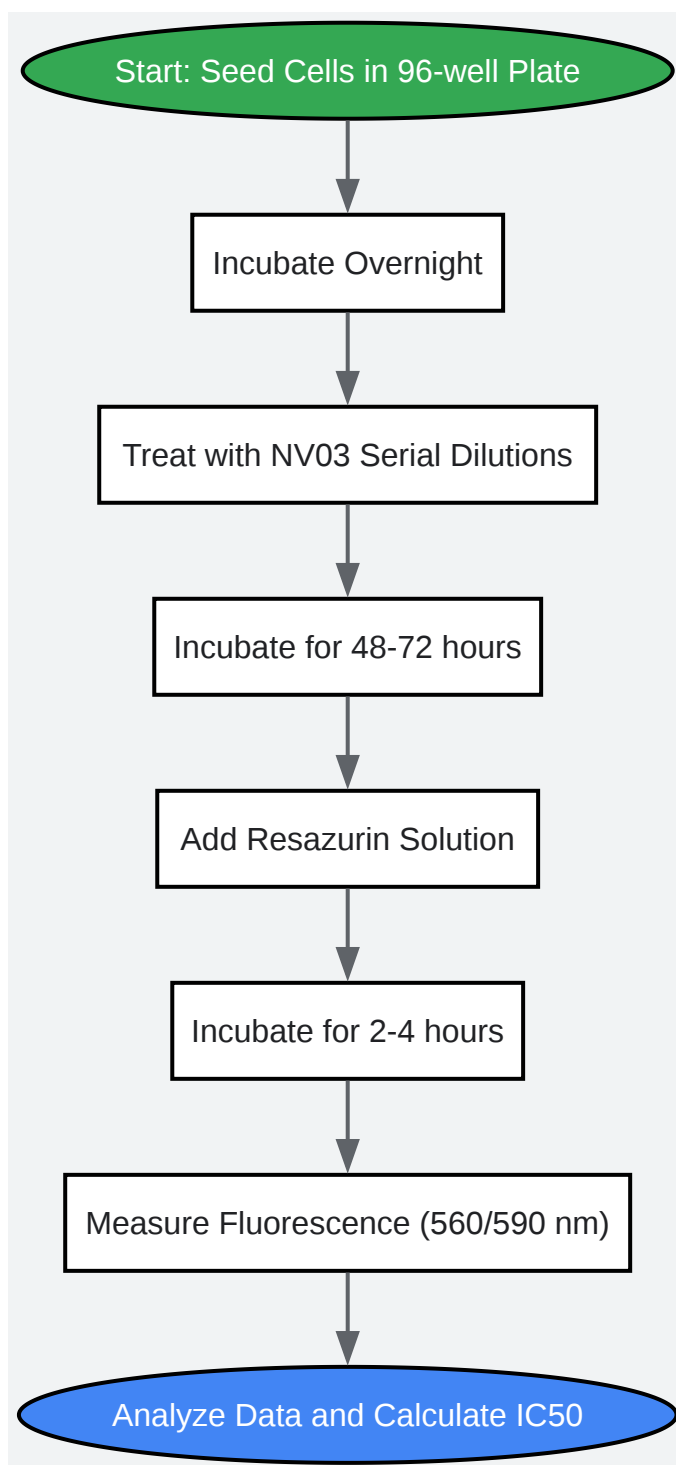 Start: Seed Cells in 96-well Plate
Incubate Overnight
Treat with NV03 Serial Dilutions
Incubate for 48-72 hours
Add Resazurin Solution
Incubate for 2-4 hours
Measure Fluorescence (560/590 nm)
Analyze Data and Calculate IC50